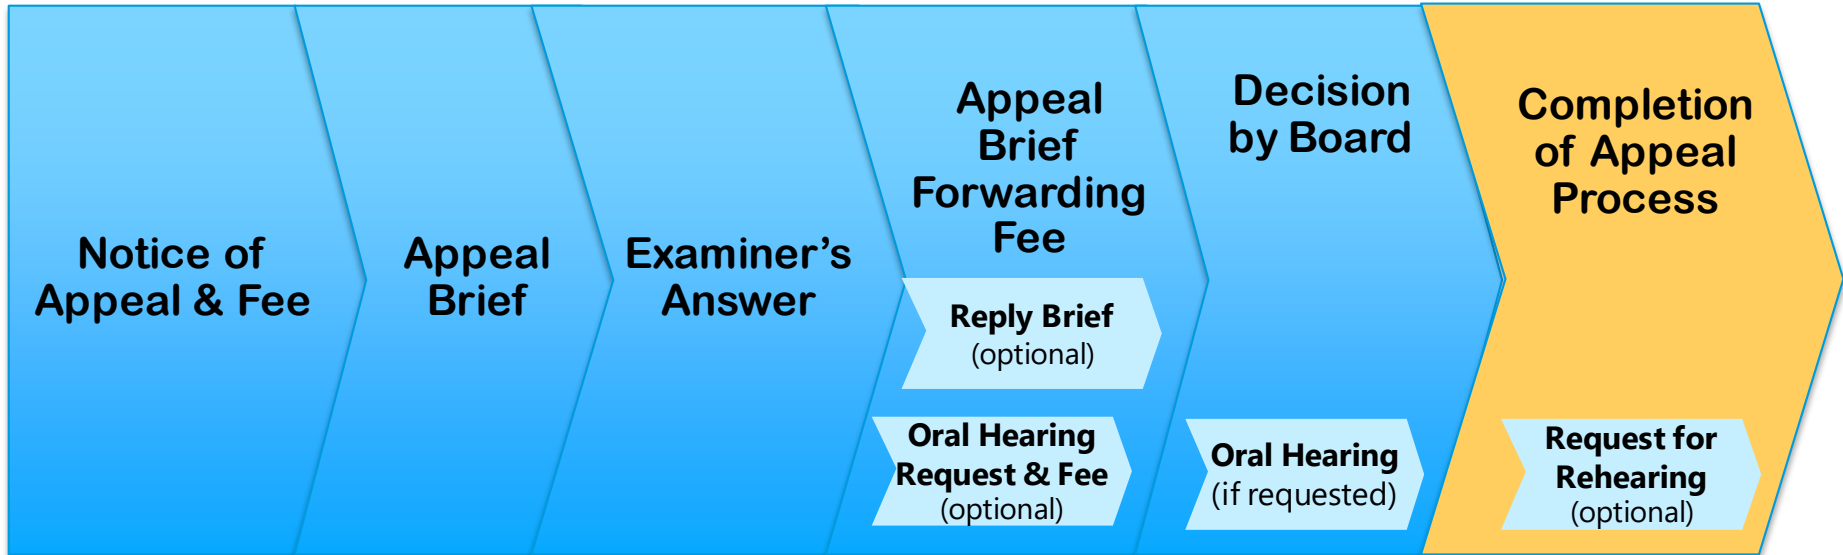 Notice of
Appeal & Fee
Appeal
Brief
Examiner’s
Answer
Appeal
Brief
Forwarding
Fee
Reply Brief
(optional)
Oral Hearing
Request & Fee
(optional)
Decision
by Board
Oral Hearing
(if requested)
Completion
of Appeal
Process
Request for
Rehearing
(optional)